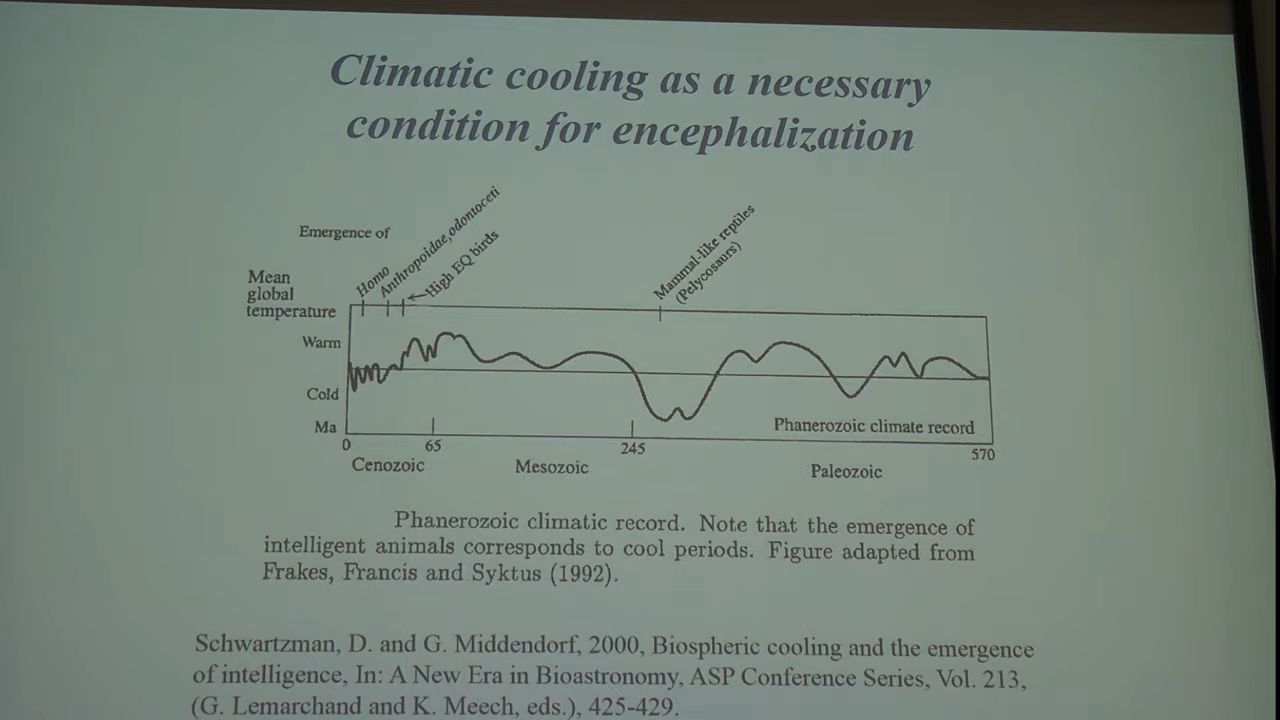 Climatic cooling as a necessary
condition for encephalization
Emergence of
Homo
Anthropoidae, odontoceti
High EQ birds
Mammal-like reptiles
(Pelycosaurs)
Mean
global
temperature
Warm
Cold
Ma
Phanerozoic climate record
0
65
245
570
Cenozoic
Mesozoic
Paleozoic
Phanerozoic climatic record. Note that the emergence of
intelligent animals corresponds to cool periods. Figure adapted from
Frakes, Francis and Syktus (1992).
Schwartzman, D. and G. Middendorf, 2000, Biospheric cooling and the emergence
of intelligence, In: A New Era in Bioastronomy, ASP Conference Series, Vol. 213,
(G. Lemarchand and K. Meech, eds.), 425-429.